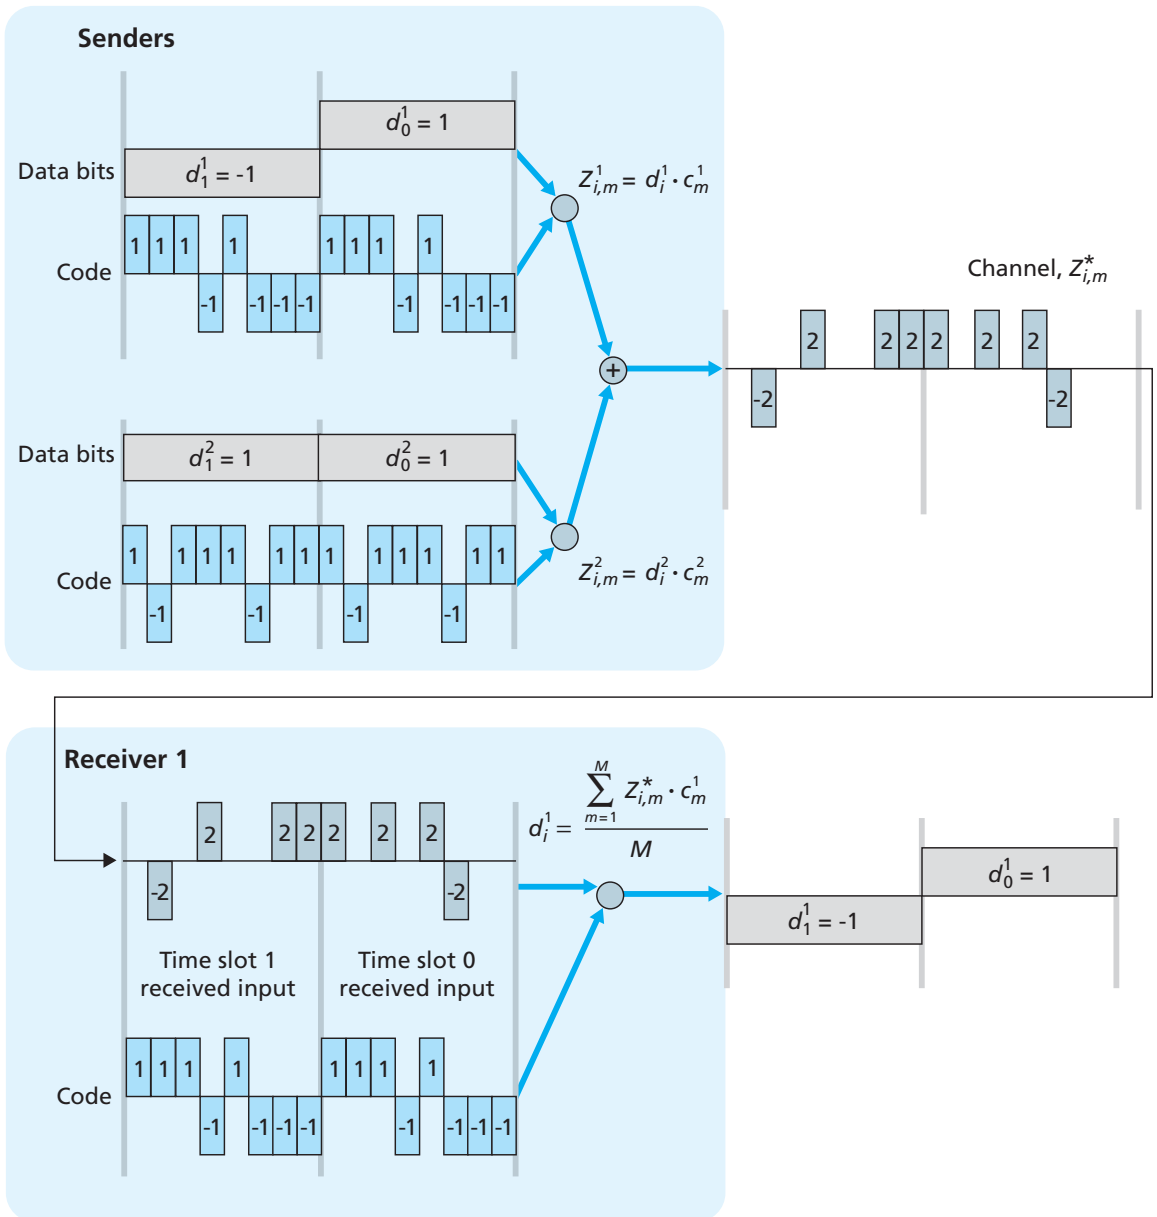 Senders
d_0^1 = 1
Data bits
d_1^1 = -1
Z_{i,m}^1 = d_i^1 · c_m^1
1 1 1 -1 1 -1 -1 -1 1 1 1 -1 1 -1 -1 -1
Code
Channel, Z_{i,m}^*
-2 2 2 2 2 2 2 -2
+
Data bits
d_1^2 = 1
d_0^2 = 1
1 -1 1 1 1 -1 1 1 1 -1 1 1 1 -1 1 1
Code
Z_{i,m}^2 = d_i^2 · c_m^2
Receiver 1
-2 2 2 2 2 2 2 -2
d_i^1 = \frac{\sum_{m=1}^{M} Z_{i,m}^* · c_m^1}{M}
d_0^1 = 1
d_1^1 = -1
Time slot 1
received input
Time slot 0
received input
1 1 1 -1 1 -1 -1 -1 1 1 1 -1 1 -1 -1 -1
Code